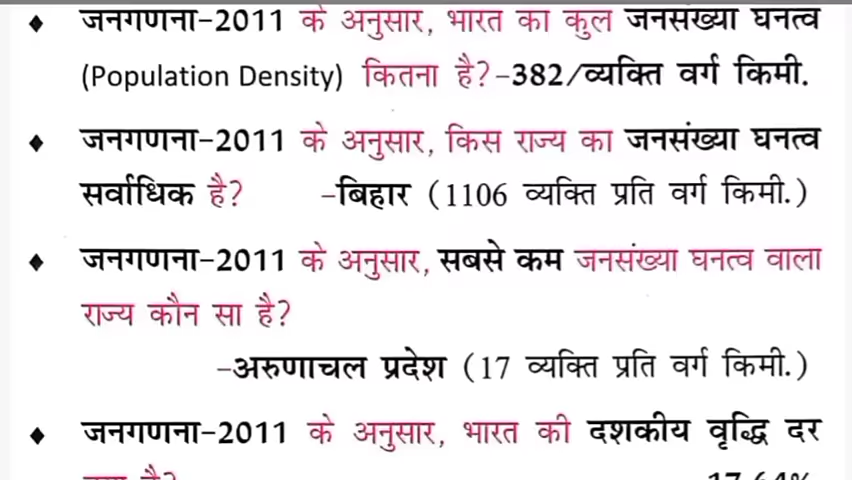 ♦ जनगणना-2011 के अनुसार, भारत का कुल जनसंख्या घनत्व
(Population Density) कितना है? -382/व्यक्ति वर्ग किमी.
♦ जनगणना-2011 के अनुसार, किस राज्य का जनसंख्या घनत्व
सर्वाधिक है? -बिहार (1106 व्यक्ति प्रति वर्ग किमी.)
♦ जनगणना-2011 के अनुसार, सबसे कम जनसंख्या घनत्व वाला
राज्य कौन सा है?
-अरुणाचल प्रदेश (17 व्यक्ति प्रति वर्ग किमी.)
♦ जनगणना-2011 के अनुसार, भारत की दशकीय वृद्धि दर
है? 17.64%